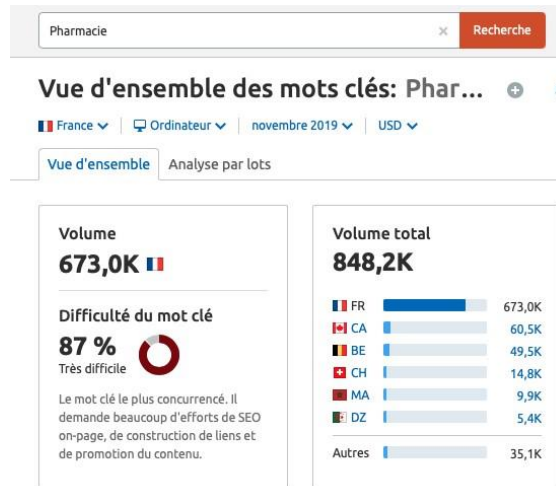 Pharmacie × Recherche
Vue d'ensemble des mots clés: Phar...
France Ordinateur novembre 2019 USD
Vue d'ensemble Analyse par lots
Volume
673,0K
Difficulté du mot clé
87 %
Très difficile
Le mot clé le plus concurrencé. Il
demande beaucoup d'efforts de SEO
on-page, de construction de liens et
de promotion du contenu.
Volume total
848,2K
FR 673,0K
CA 60,5K
BE 49,5K
CH 14,8K
MA 9,9K
DZ 5,4K
Autres 35,1K